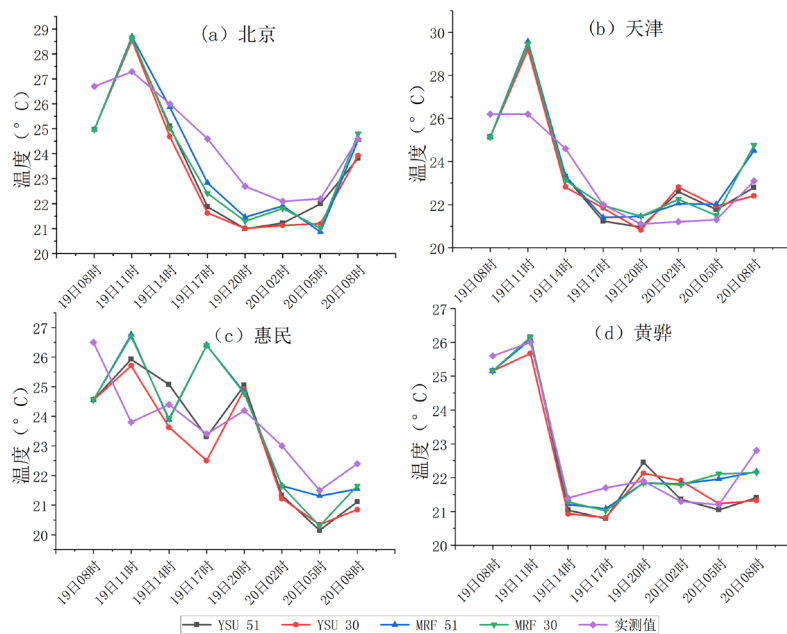 (a) 北京
温度(°C)
29
28
27
26
25
24
23
22
21
20
19日08时
19日11时
19日14时
19日17时
19日20时
20日02时
20日05时
20日08时
(b) 天津
温度(°C)
30
28
26
24
22
20
19日08时
19日11时
19日14时
19日17时
19日20时
20日02时
20日05时
20日08时
(c) 惠民
温度(°C)
27
26
25
24
23
22
21
20
19日08时
19日11时
19日14时
19日17时
19日20时
20日02时
20日05时
20日08时
(d) 黄骅
温度(°C)
27
26
25
24
23
22
21
20
19日08时
19日11时
19日14时
19日17时
19日20时
20日02时
20日05时
20日08时
YSU 51 YSU 30 MRF 51 MRF 30 实测值